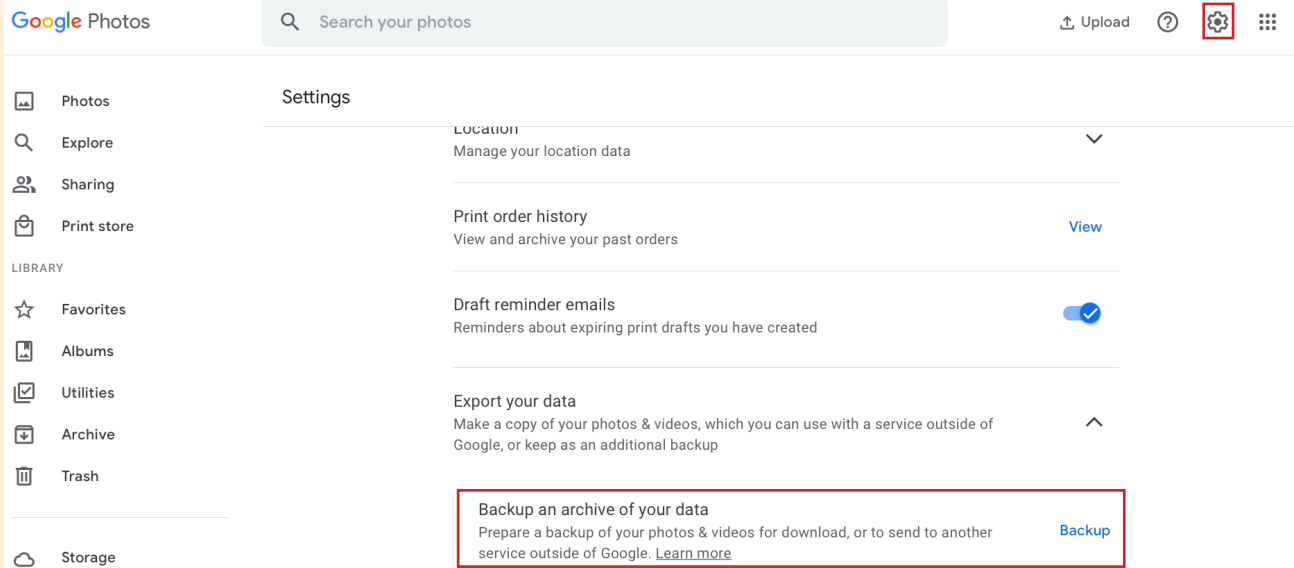 Google Photos
Search your photos
Upload
Settings
Photos
Explore
Sharing
Print store
LIBRARY
Favorites
Albums
Utilities
Archive
Trash
Storage
Location
Manage your location data
Print order history
View and archive your past orders
View
Draft reminder emails
Reminders about expiring print drafts you have created
Export your data
Make a copy of your photos & videos, which you can use with a service outside of
Google, or keep as an additional backup
Backup an archive of your data
Prepare a backup of your photos & videos for download, or to send to another
service outside of Google. Learn more
Backup